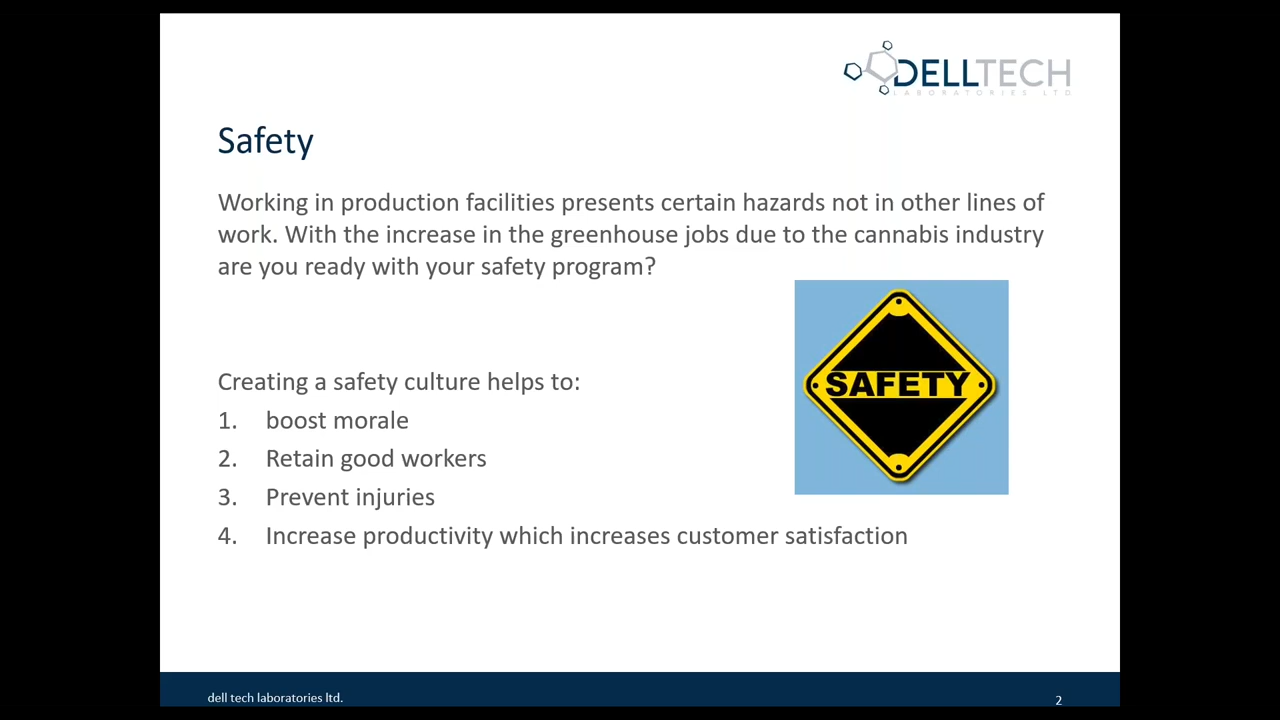 DELLTECH
LABORATORIES LTD
Safety
Working in production facilities presents certain hazards not in other lines of
work. With the increase in the greenhouse jobs due to the cannabis industry
are you ready with your safety program?
SAFETY
Creating a safety culture helps to:
1. boost morale
2. Retain good workers
3. Prevent injuries
4. Increase productivity which increases customer satisfaction
dell tech laboratories ltd.
2